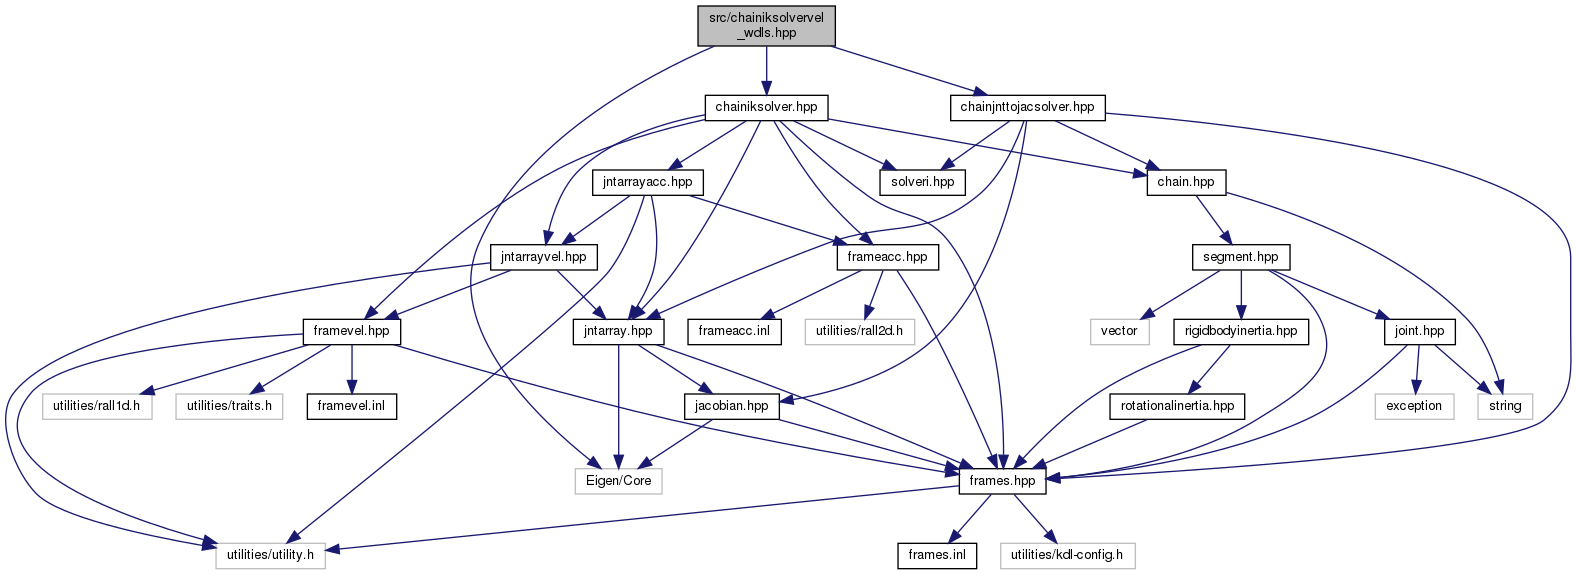 src/chainiksolvervel
_wdls.hpp
chainiksolver.hpp
chainjnttojacsolver.hpp
jntarrayacc.hpp
solveri.hpp
chain.hpp
jntarrayvel.hpp
frameacc.hpp
segment.hpp
framevel.hpp
jntarray.hpp
frameacc.inl
utilities/rall2d.h
vector
rigidbodyinertia.hpp
joint.hpp
utilities/rall1d.h
utilities/traits.h
framevel.inl
jacobian.hpp
rotationalinertia.hpp
exception
string
Eigen/Core
frames.hpp
utilities/utility.h
frames.inl
utilities/kdl-config.h